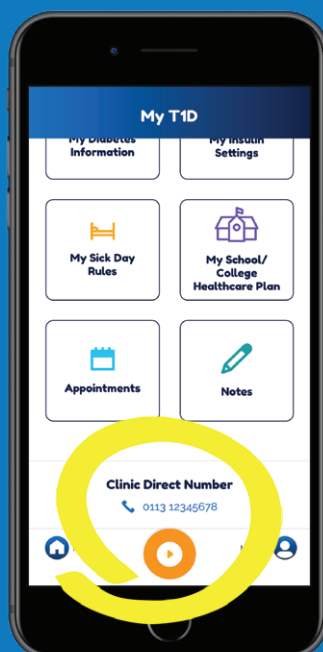 My T1D
My Diabetes
Information
My Insulin
Settings
My Sick Day
Rules
My School/
College
Healthcare Plan
Appointments
Notes
Clinic Direct Number
0113 12345678